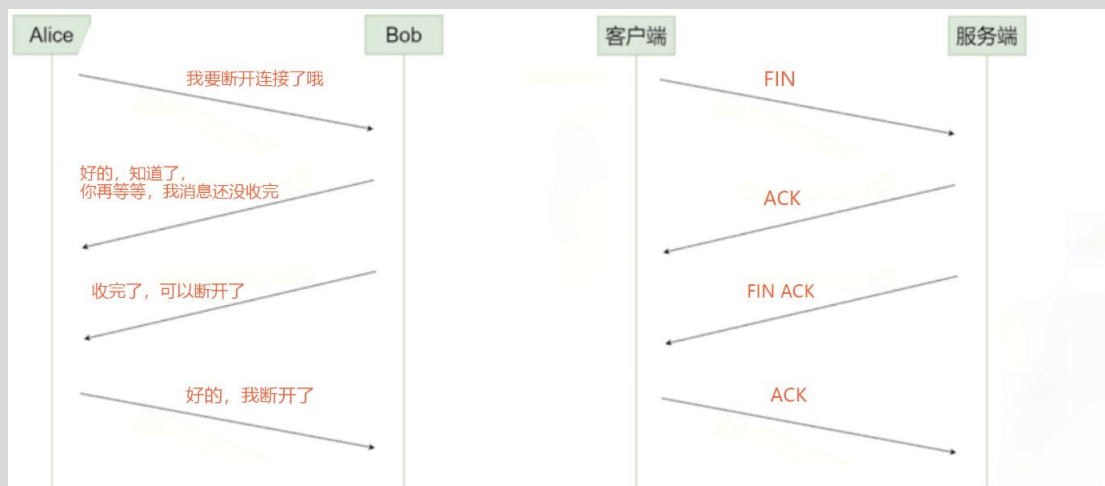 Alice
Bob
我要断开连接了哦
好的，知道了，
你再等等，我消息还没收完
收完了，可以断开了
好的，我断开了
客户端
服务端
FIN
ACK
FIN ACK
ACK